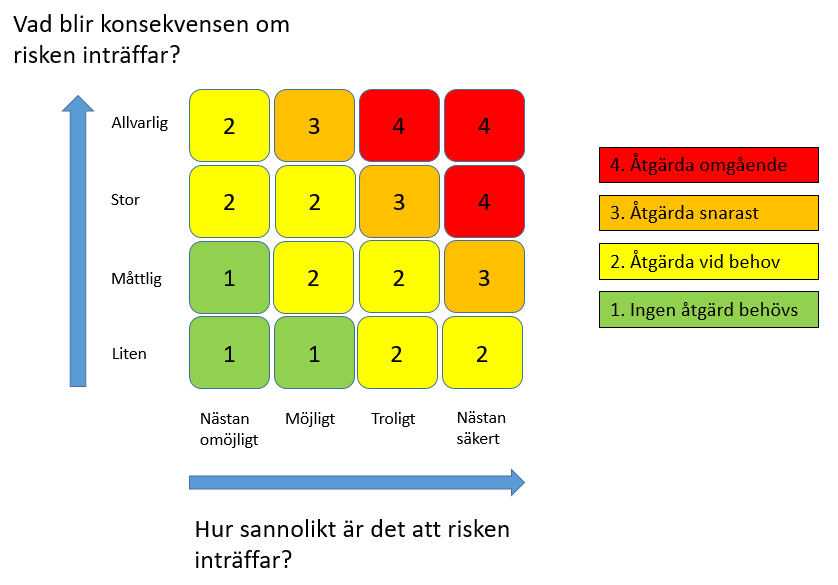 Vad blir konsekvensen om
risken inträffar?
Allvarlig 2 3 4 4
Stor 2 2 3 4
Måttlig 1 2 2 3
Liten 1 1 2 2
Nästan omöjligt
Möjligt
Troligt
Nästan säkert
Hur sannolikt är det att risken
inträffar?
4. Åtgärda omgående
3. Åtgärda snarast
2. Åtgärda vid behov
1. Ingen åtgärd behövs